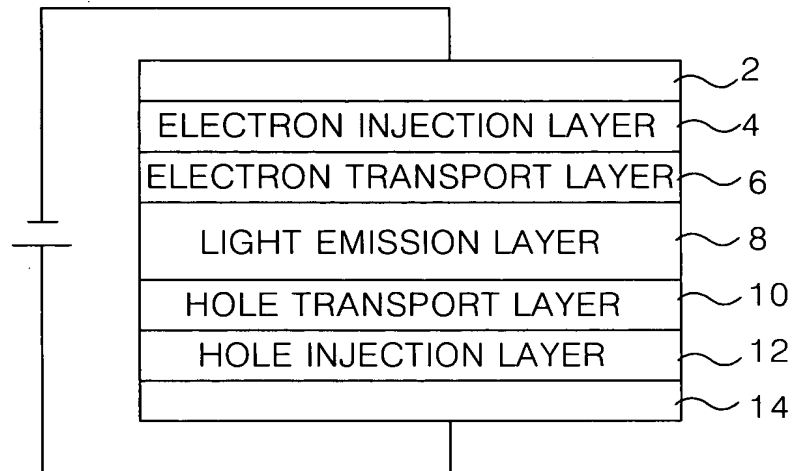 2
ELECTRON INJECTION LAYER 4
ELECTRON TRANSPORT LAYER 6
LIGHT EMISSION LAYER 8
HOLE TRANSPORT LAYER 10
HOLE INJECTION LAYER 12
14